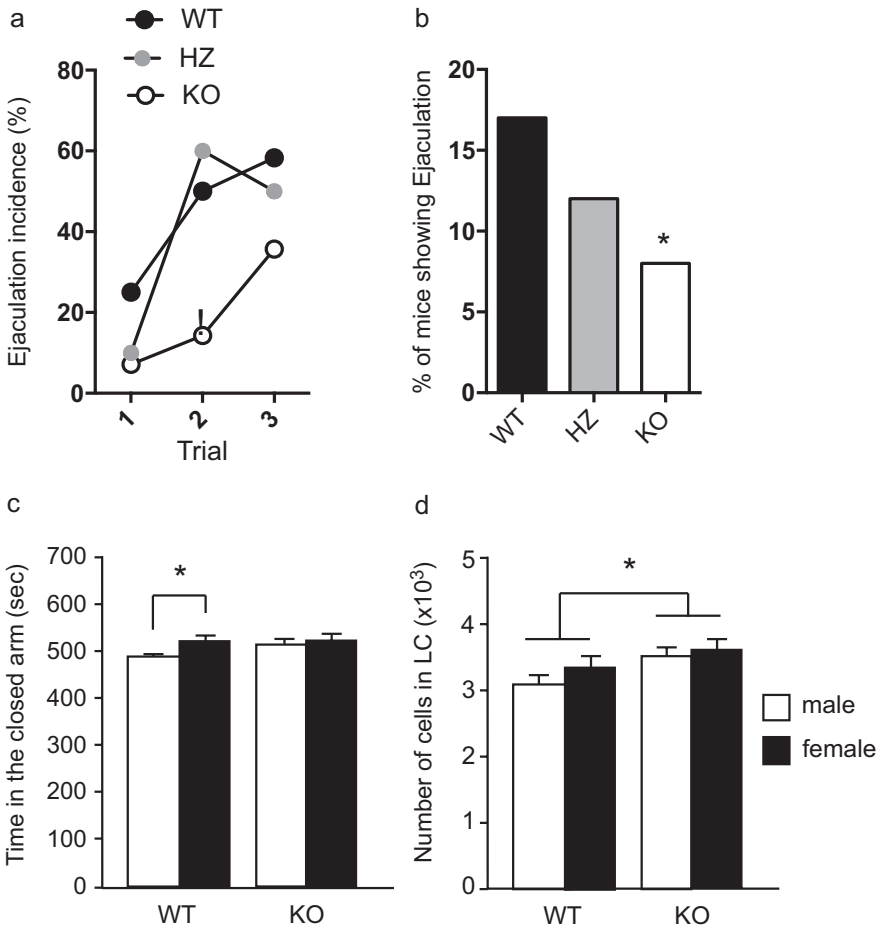 a
WT
HZ
KO
Ejaculation incidence (%)
80
60
40
20
0
!
1 2 3
Trial
b
% of mice showing Ejaculation
20
15
10
5
0
*
WT HZ KO
c
Time in the closed arm (sec)
700
600
500
400
300
200
100
0
*
WT KO
d
Number of cells in LC (x10³)
5
4
3
2
1
0
*
WT KO
male
female